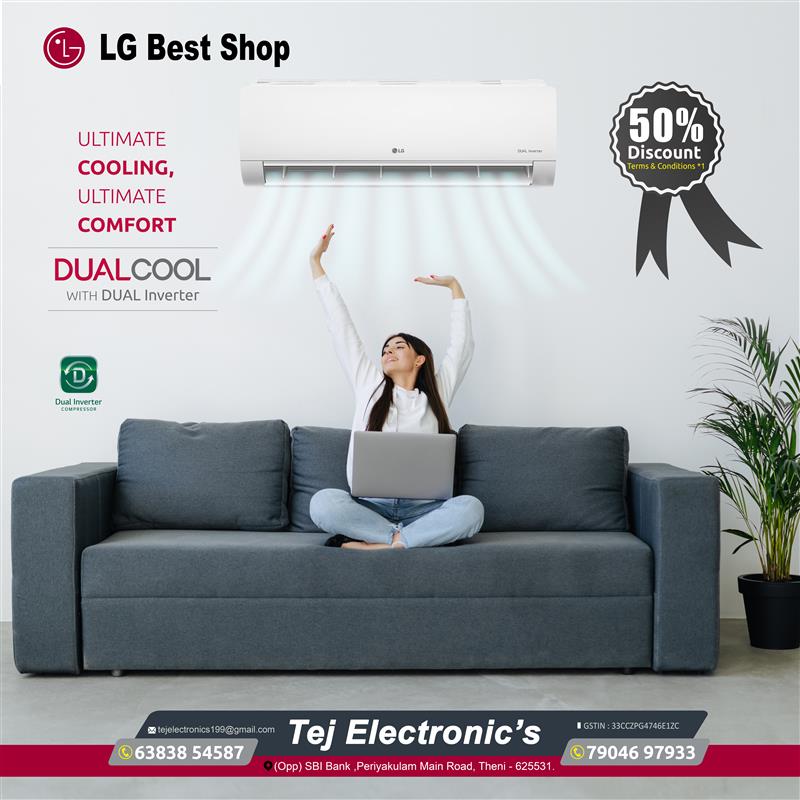 LG Best Shop
LG
DUAL Inverter
ULTIMATE
COOLING,
ULTIMATE
COMFORT
DUALCOOL
WITH DUAL Inverter
50%
Discount
Terms & Conditions *1
D
Dual Inverter
COMPRESSOR
tejelectronics199@gmail.com
Tej Electronic’s
GSTIN : 33CCZPG4746E1ZC
63838 54587
79046 97933
(Opp) SBI Bank ,Periyakulam Main Road, Theni - 625531.